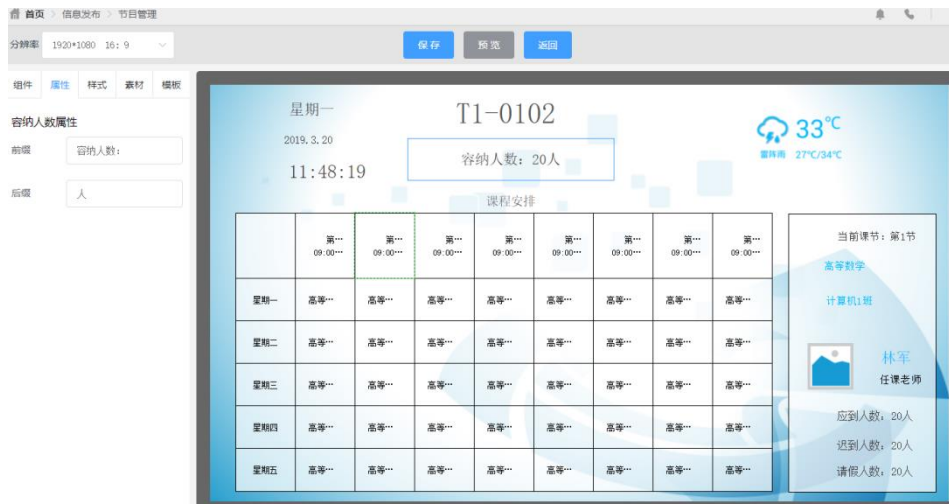 首页 > 信息发布 > 节目管理
分辨率 1920*1080 16: 9
保存 预览 返回
组件 属性 样式 素材 模板
容纳人数属性
前缀 容纳人数:
后缀 人
星期一
2019. 3. 20
11:48:19
T1-0102
容纳人数: 20人
33℃
雷阵雨 27℃/34℃
课程安排
第… 第… 第… 第… 第… 第… 第… 第…
09:00… 09:00… 09:00… 09:00… 09:00… 09:00… 09:00… 09:00…
星期一 高等… 高等… 高等… 高等… 高等… 高等… 高等… 高等…
星期二 高等… 高等… 高等… 高等… 高等… 高等… 高等… 高等…
星期三 高等… 高等… 高等… 高等… 高等… 高等… 高等… 高等…
星期四 高等… 高等… 高等… 高等… 高等… 高等… 高等… 高等…
星期五 高等… 高等… 高等… 高等… 高等… 高等… 高等… 高等…
当前课节: 第1节
高等数学
计算机1班
林军
任课老师
应到人数: 20人
迟到人数: 20人
请假人数: 20人